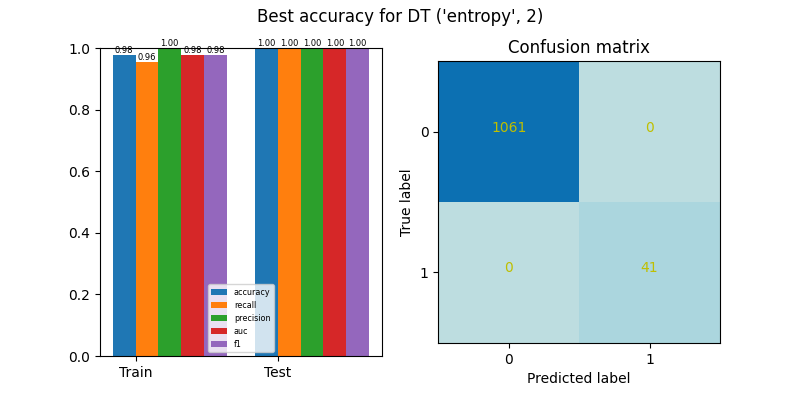 Best accuracy for DT ('entropy', 2)
1.0
0.8
0.6
0.4
0.2
0.0
0.98
0.96
1.00
0.98
0.98
1.00
1.00
1.00
1.00
1.00
accuracy
recall
precision
auc
f1
Train
Test
Confusion matrix
True label
0
1
1061
0
0
41
0
1
Predicted label